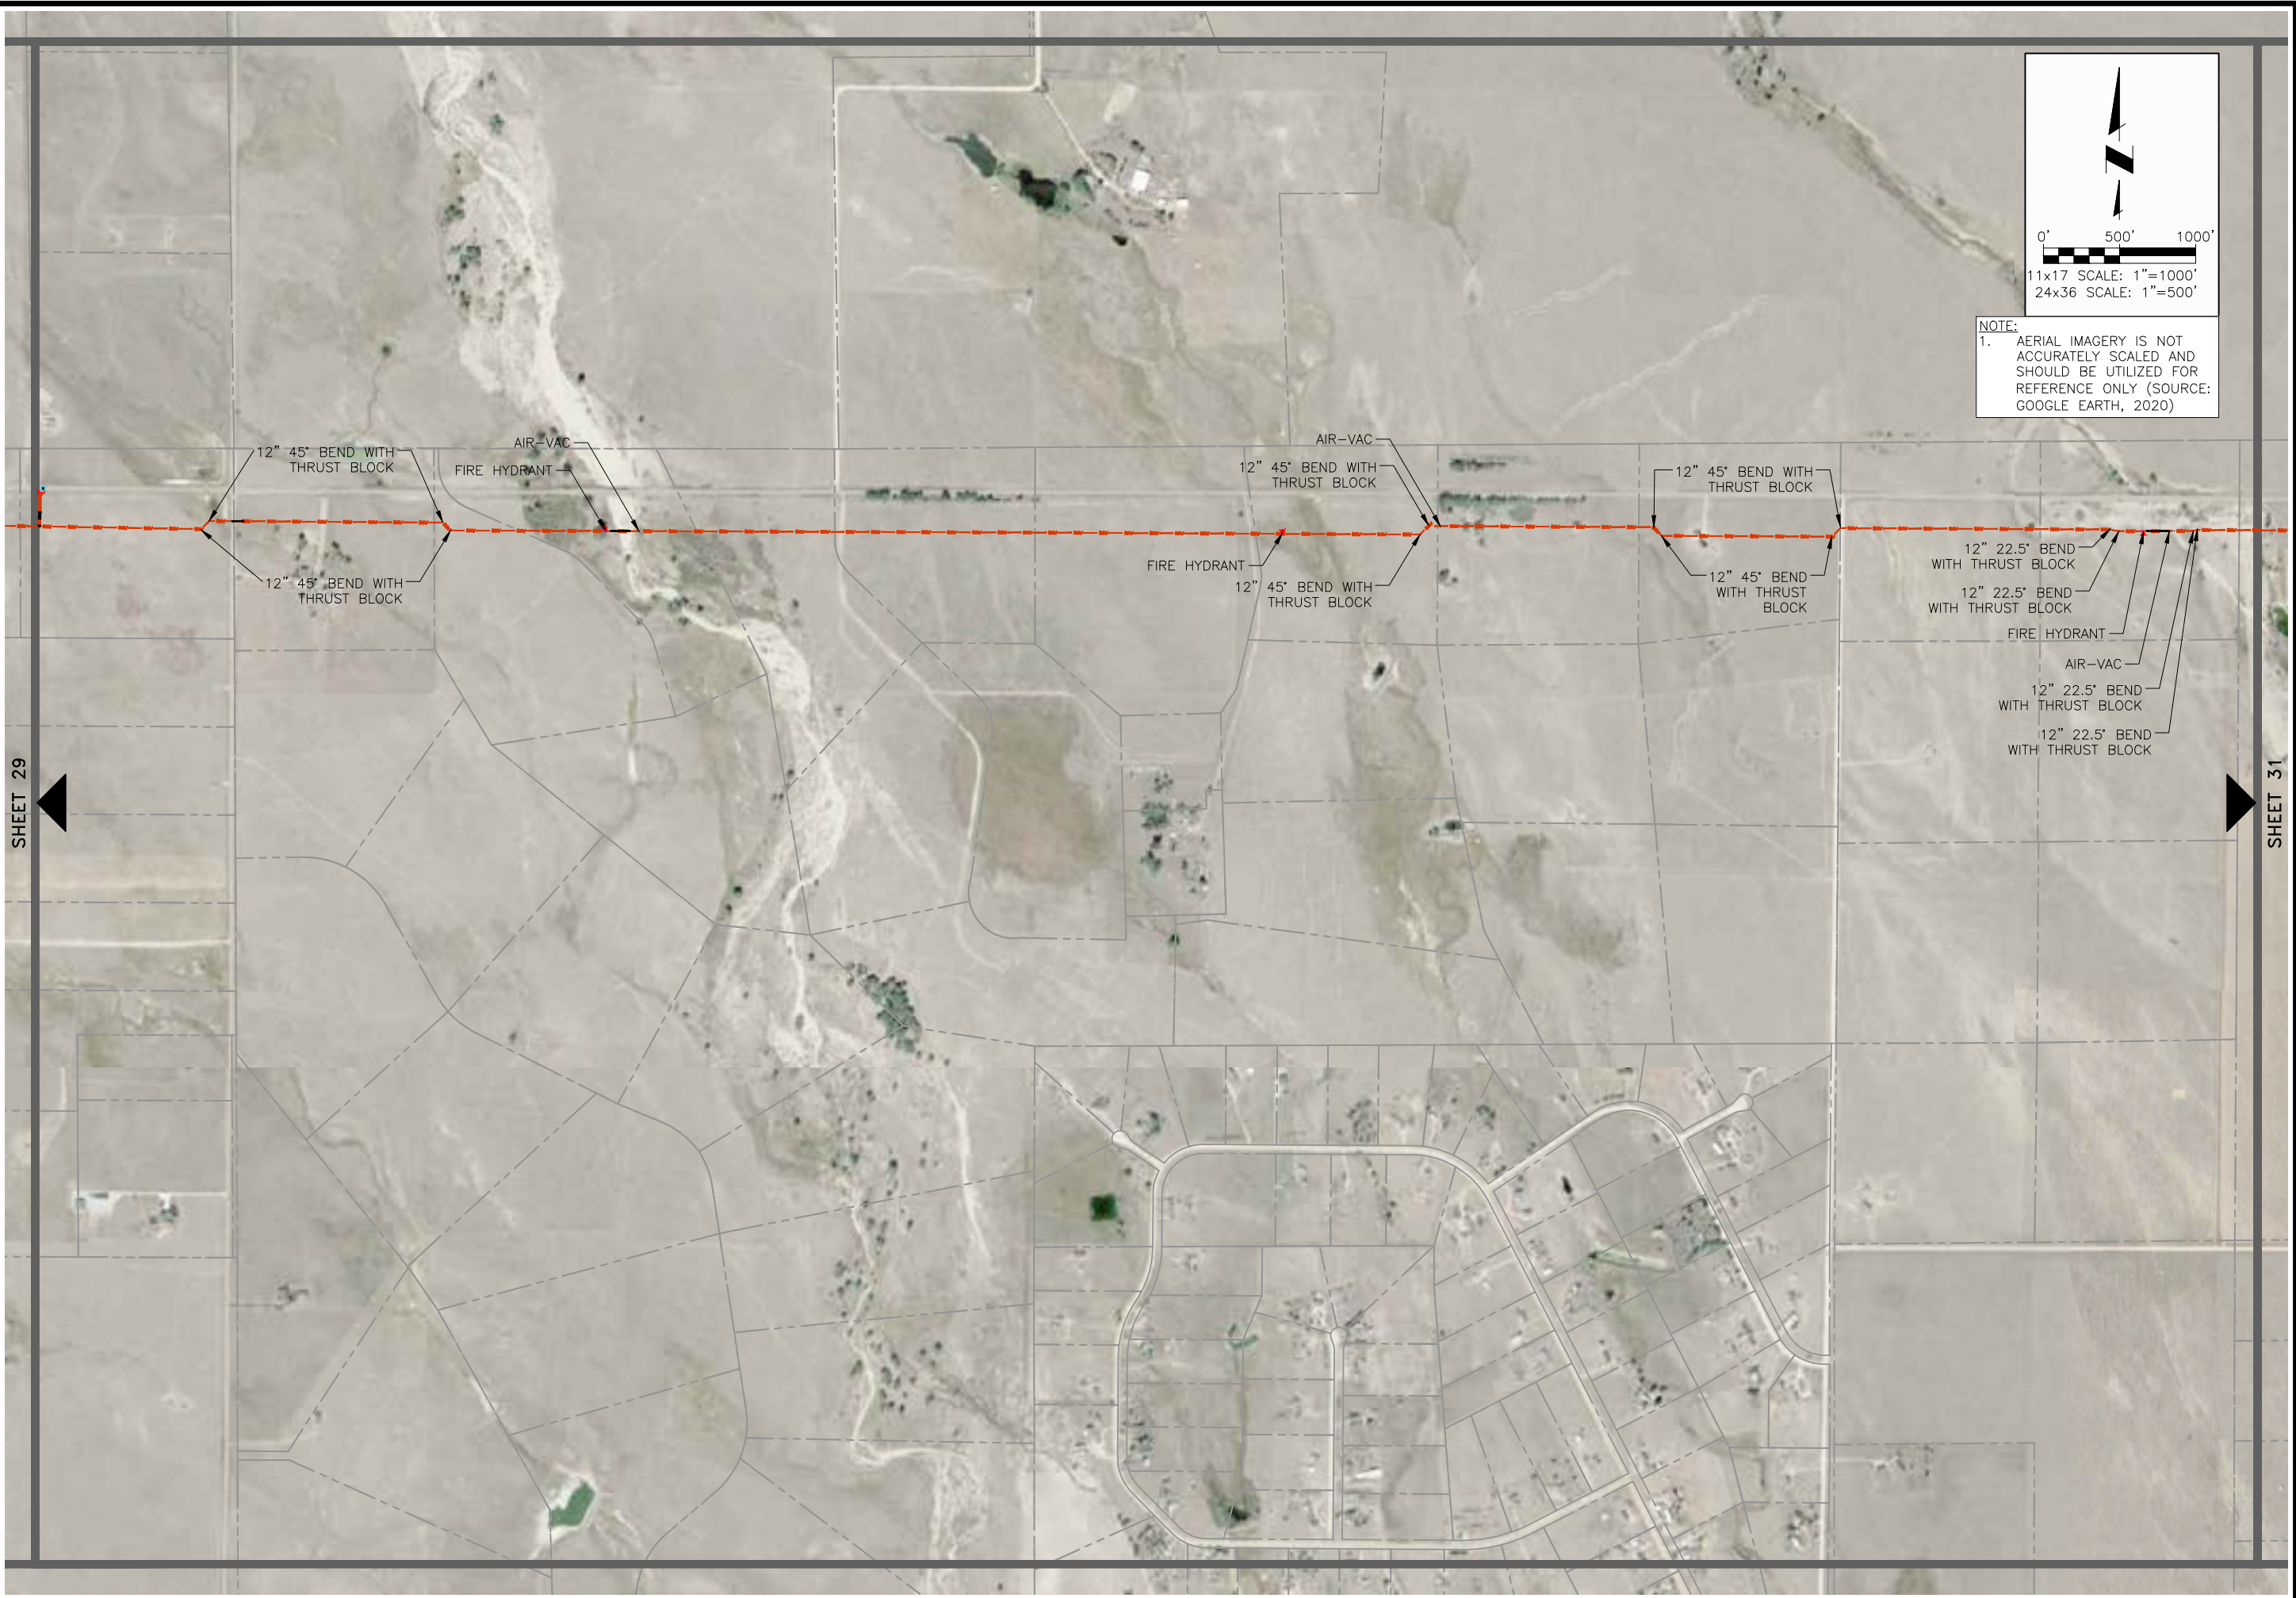 N
0' 500' 1000'
11x17 SCALE: 1"=1000'
24x36 SCALE: 1"=500'
NOTE:
1. AERIAL IMAGERY IS NOT
ACCURATELY SCALED AND
SHOULD BE UTILIZED FOR
REFERENCE ONLY (SOURCE:
GOOGLE EARTH, 2020)
12" 45° BEND WITH
THRUST BLOCK
AIR-VAC
FIRE HYDRANT
12" 45° BEND WITH
THRUST BLOCK
AIR-VAC
12" 45° BEND WITH
THRUST BLOCK
FIRE HYDRANT
12" 45° BEND WITH
THRUST BLOCK
12" 45° BEND WITH
THRUST BLOCK
12" 45° BEND
WITH THRUST
BLOCK
12" 22.5° BEND
WITH THRUST BLOCK
12" 22.5° BEND
WITH THRUST BLOCK
FIRE HYDRANT
AIR-VAC
12" 22.5° BEND
WITH THRUST BLOCK
12" 22.5° BEND
WITH THRUST BLOCK
SHEET 29
SHEET 31